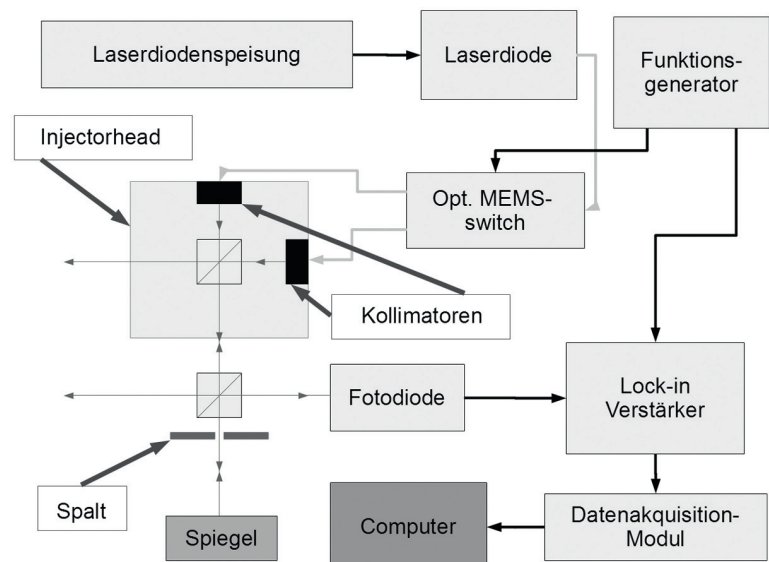 Laserdiodenspeisung
Laserdiode
Funktions-
generator
Injectorhead
Opt. MEMS-
switch
Kollimatoren
Fotodiode
Lock-in
Verstärker
Spalt
Spiegel
Computer
Datenakquisition-
Modul